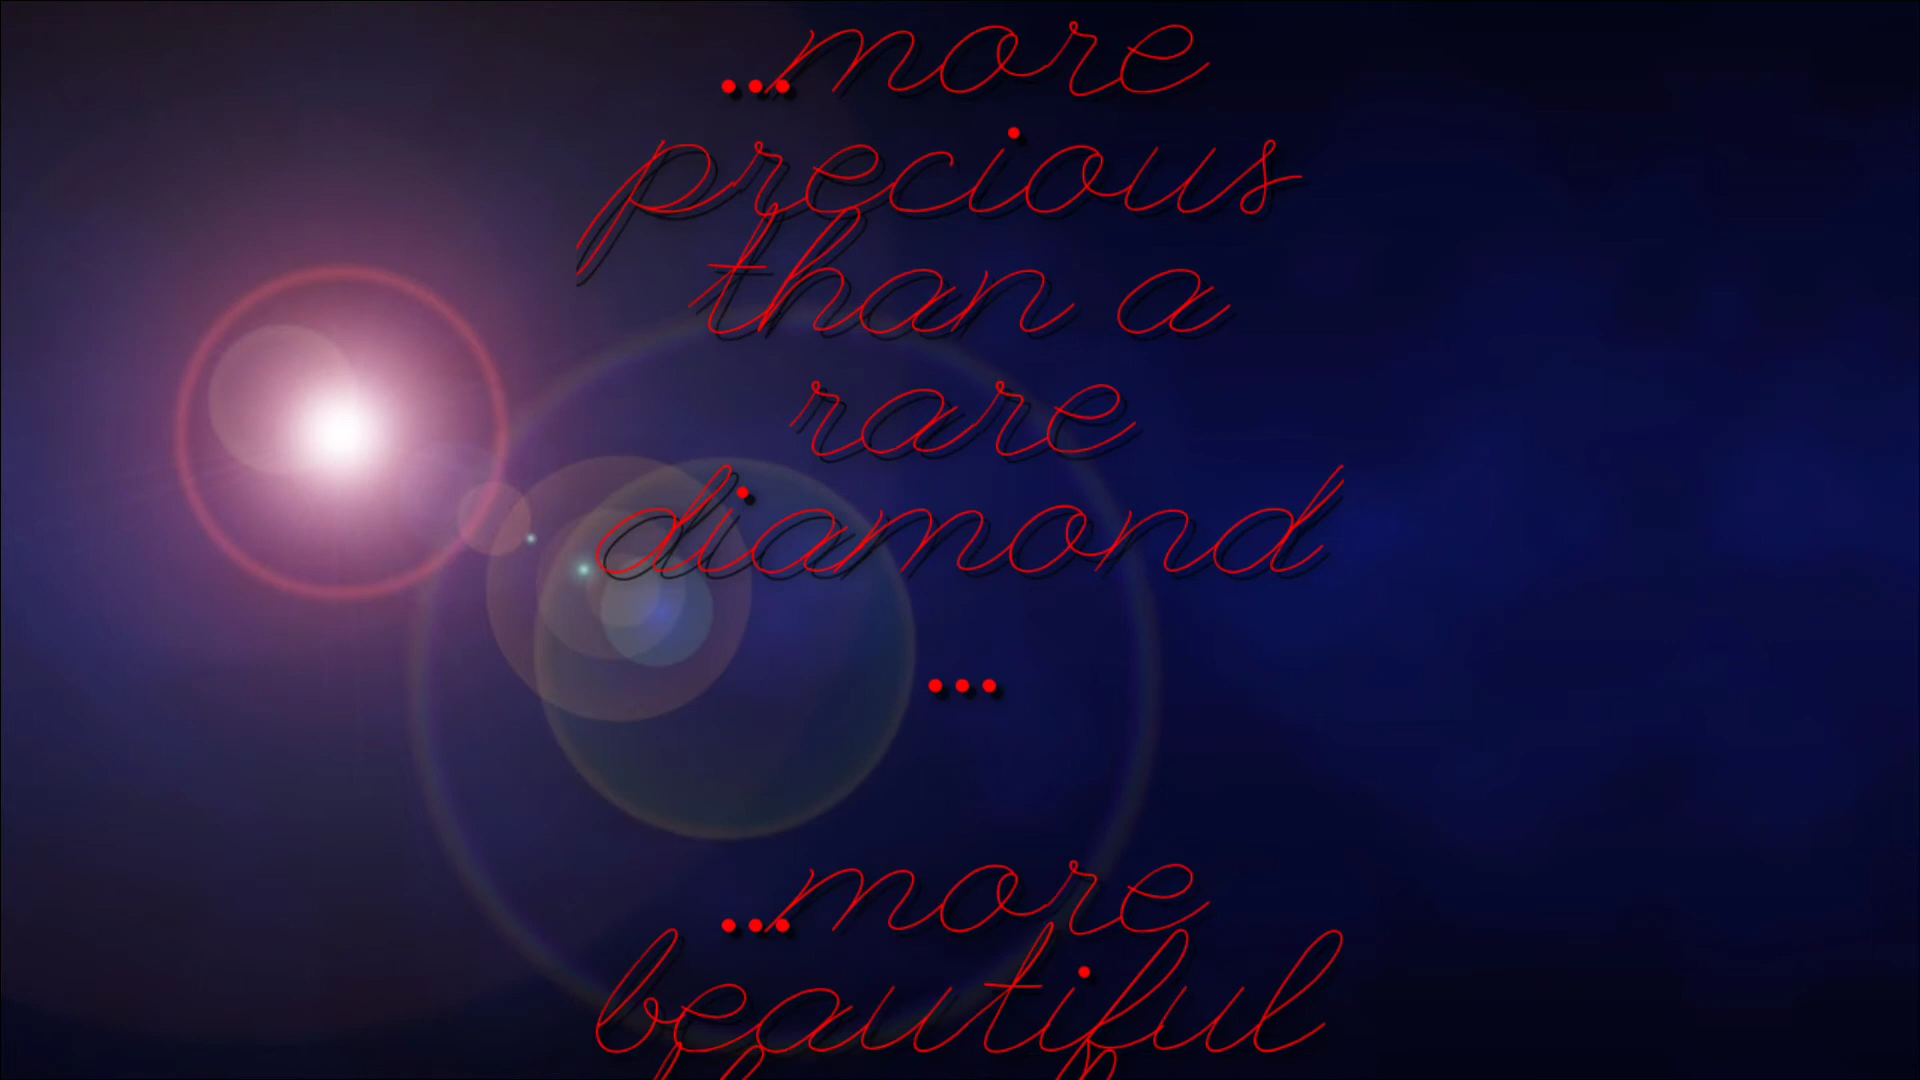 ...more
precious
than a
rare
diamond
...
...more
beautiful